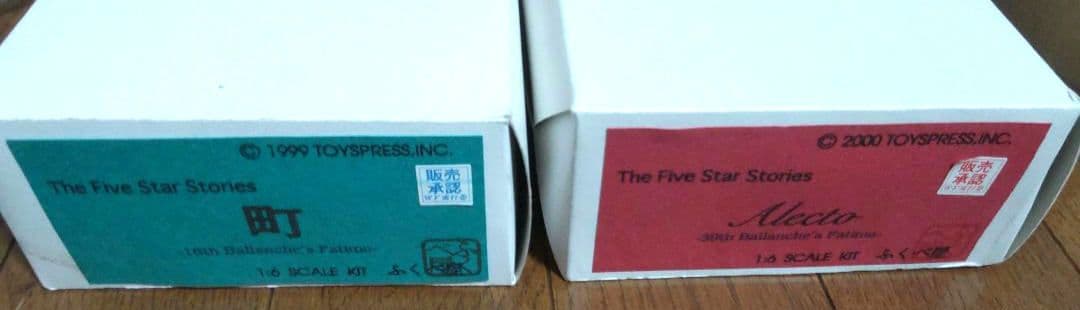 © 1999 TOYSPRESS,INC.
The Five Star Stories
販売
承認
町
Ballanche's Fatima-
1:6 SCALE KIT
ふくべ屋
© 2000 TOYSPRESS,INC.
The Five Star Stories
販売
承認
Alecto
Ballanche's Fatima-
1:6 SCALE KIT
ふくべ屋